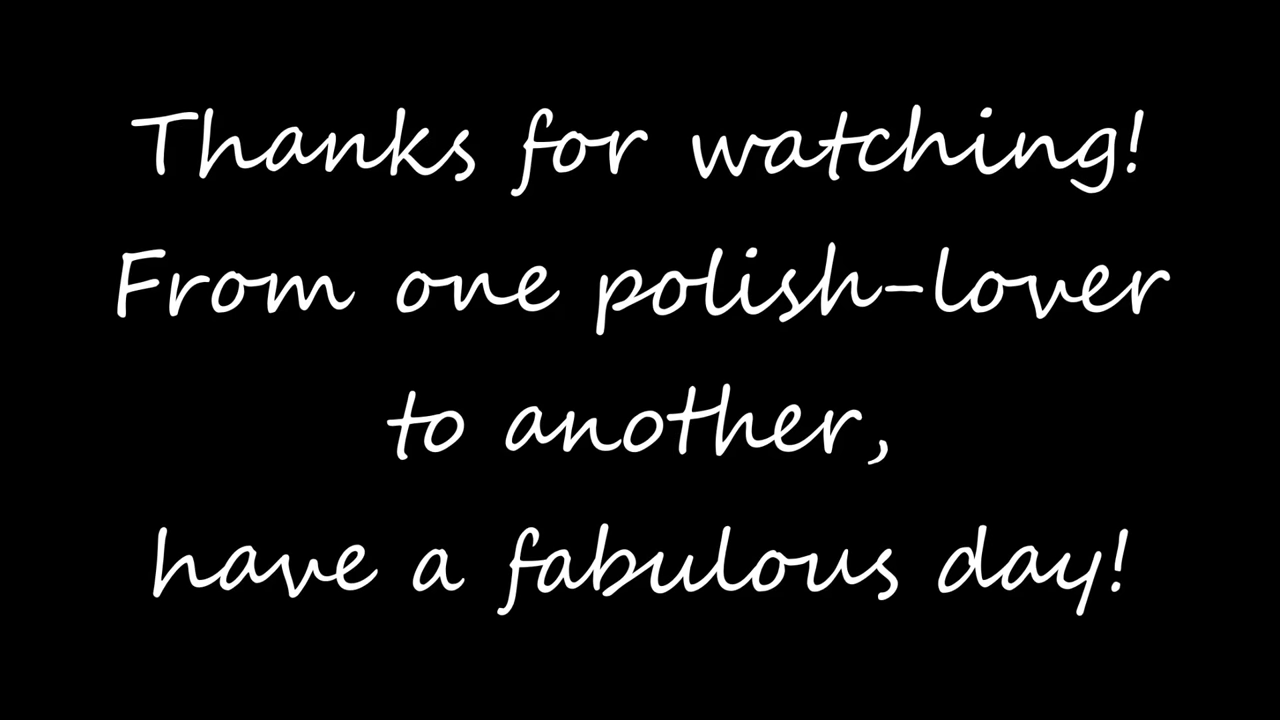 Thanks for watching!
From one polish-lover
to another,
have a fabulous day!